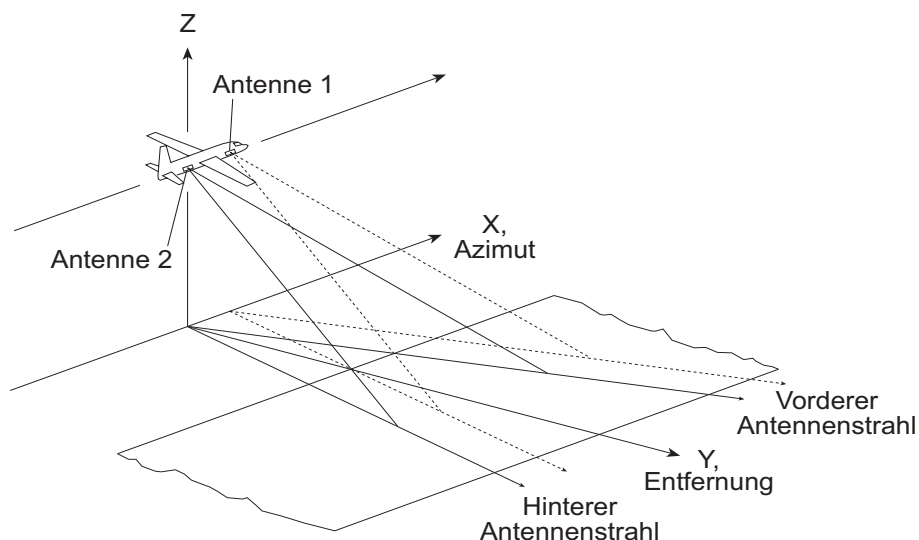 Z
Antenne 1
Antenne 2
X,
Azimut
Vorderer
Antennenstrahl
Y,
Entfernung
Hinterer
Antennenstrahl